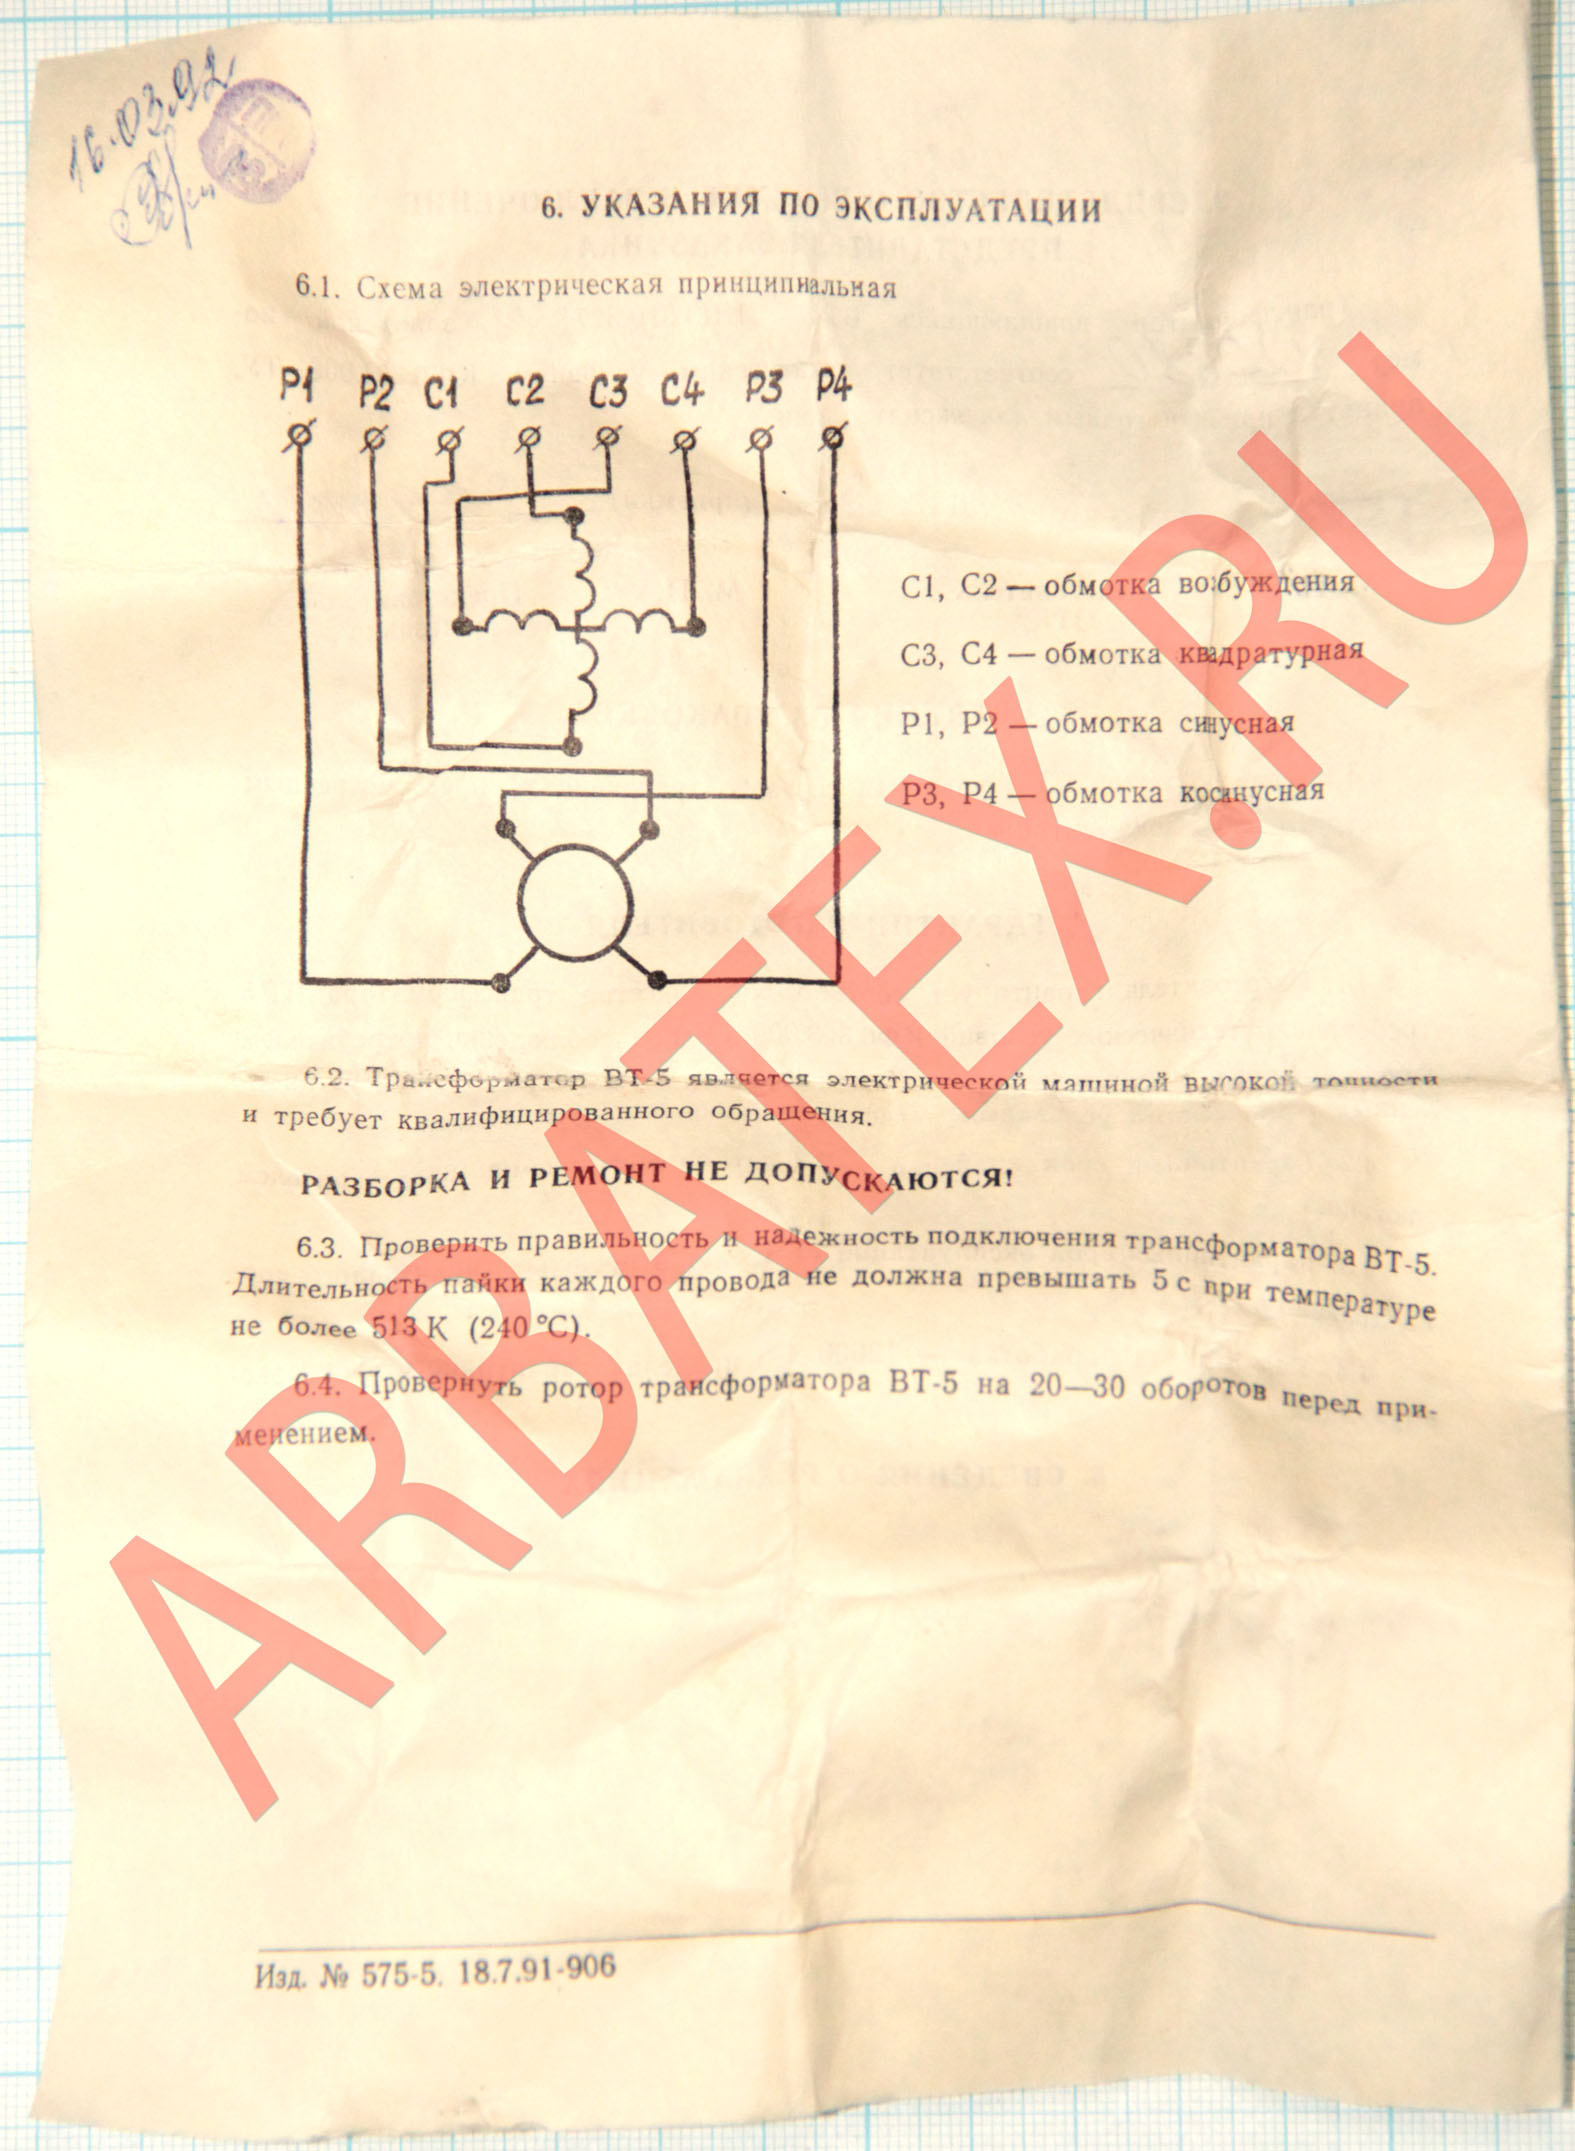 16.03.92
6. УКАЗАНИЯ ПО ЭКСПЛУАТАЦИИ
6.1. Схема электрическая принципиальная
Р1 Р2 С1 С2 С3 С4 Р3 Р4
С1, С2 — обмотка возбуждения
С3, С4 — обмотка квадратурная
Р1, Р2 — обмотка синусная
Р3, Р4 — обмотка косинусная
6.2. Трансформатор ВТ-5 является электрической машиной высокой точности
и требует квалифицированного обращения.
РАЗБОРКА И РЕМОНТ НЕ ДОПУСКАЮТСЯ!
6.3. Проверить правильность и надежность подключения трансформатора ВТ-5.
Длительность пайки каждого провода не должна превышать 5 с при температуре
не более 513 К (240 °С).
6.4. Провернуть ротор трансформатора ВТ-5 на 20—30 оборотов перед при-
менением.
Изд. № 575-5. 18.7.91-906
ARBATEX.RU